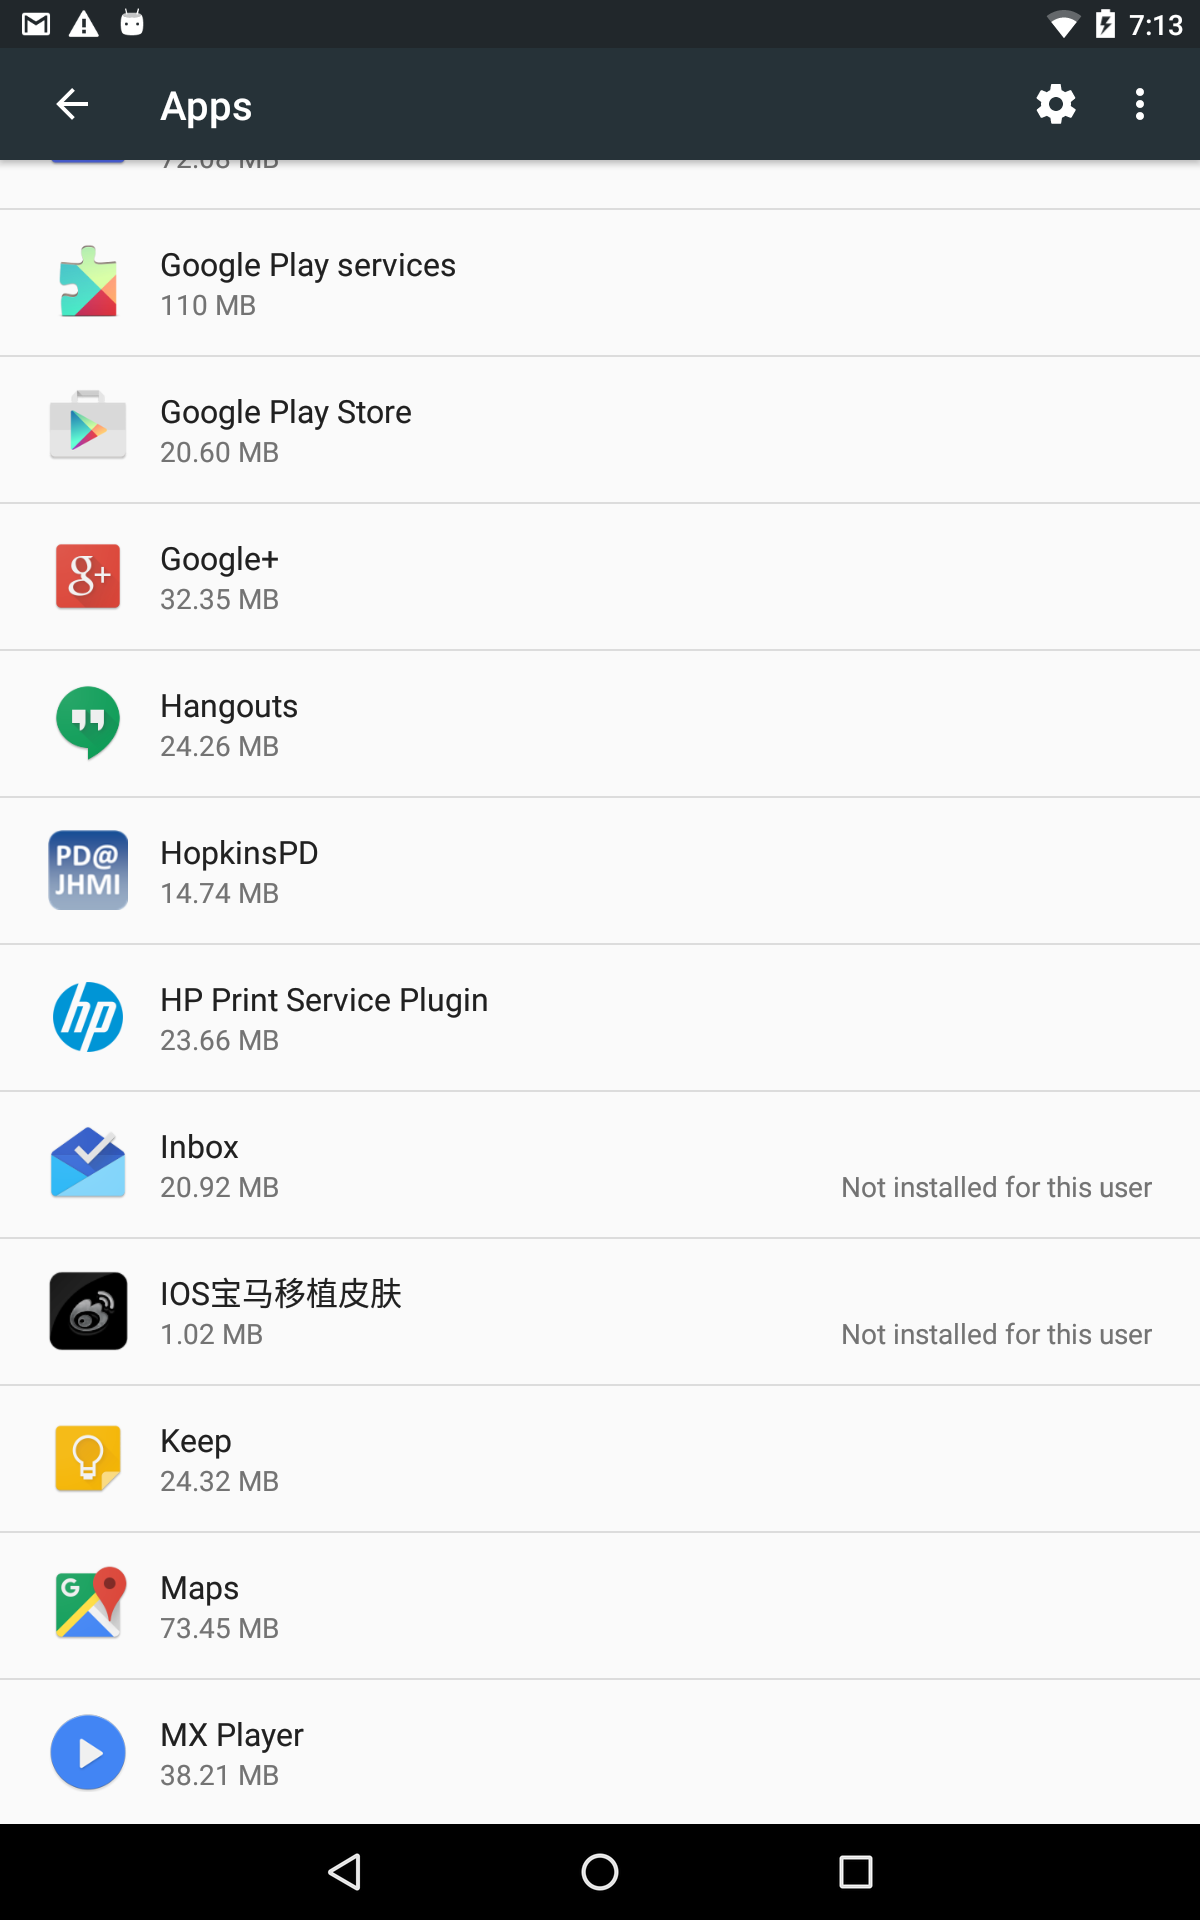 7:13
Apps
72.08 MB
Google Play services
110 MB
Google Play Store
20.60 MB
g+
Google+
32.35 MB
Hangouts
24.26 MB
PD@
JHMI
HopkinsPD
14.74 MB
hp
HP Print Service Plugin
23.66 MB
Inbox
20.92 MB
Not installed for this user
IOS宝马移植皮肤
1.02 MB
Not installed for this user
Keep
24.32 MB
G
Maps
73.45 MB
MX Player
38.21 MB